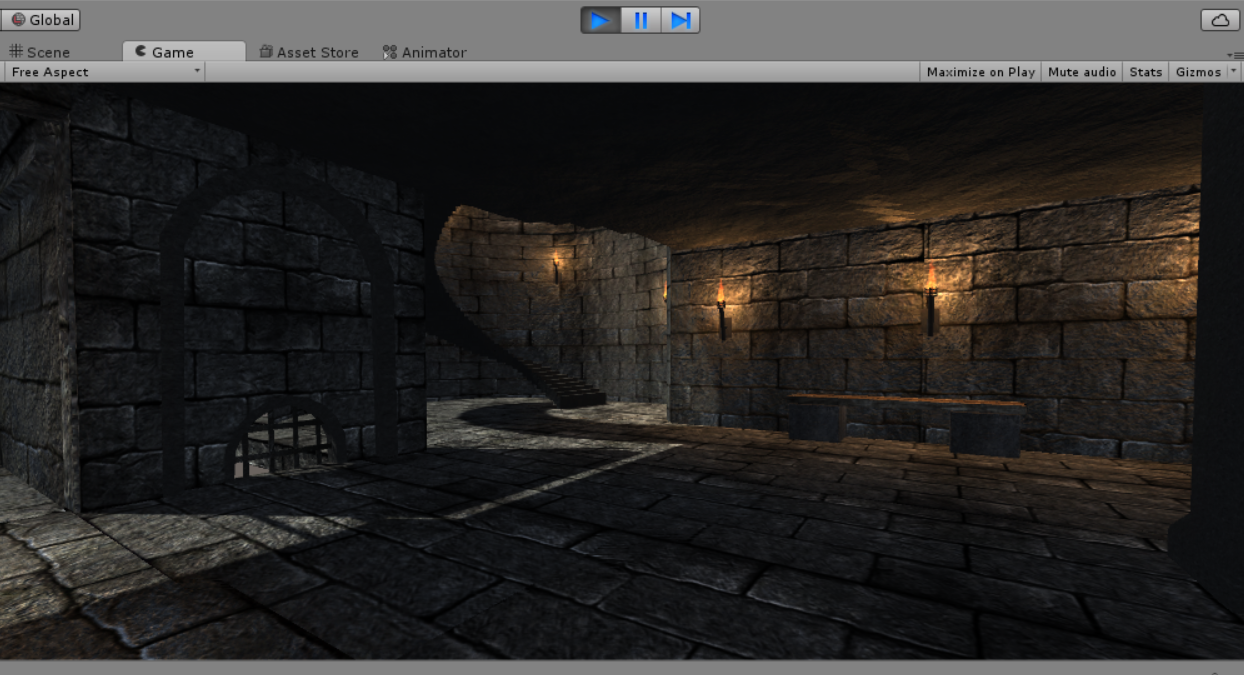 Global
Scene
Game
Asset Store
Animator
Free Aspect
Maximize on Play
Mute audio
Stats
Gizmos